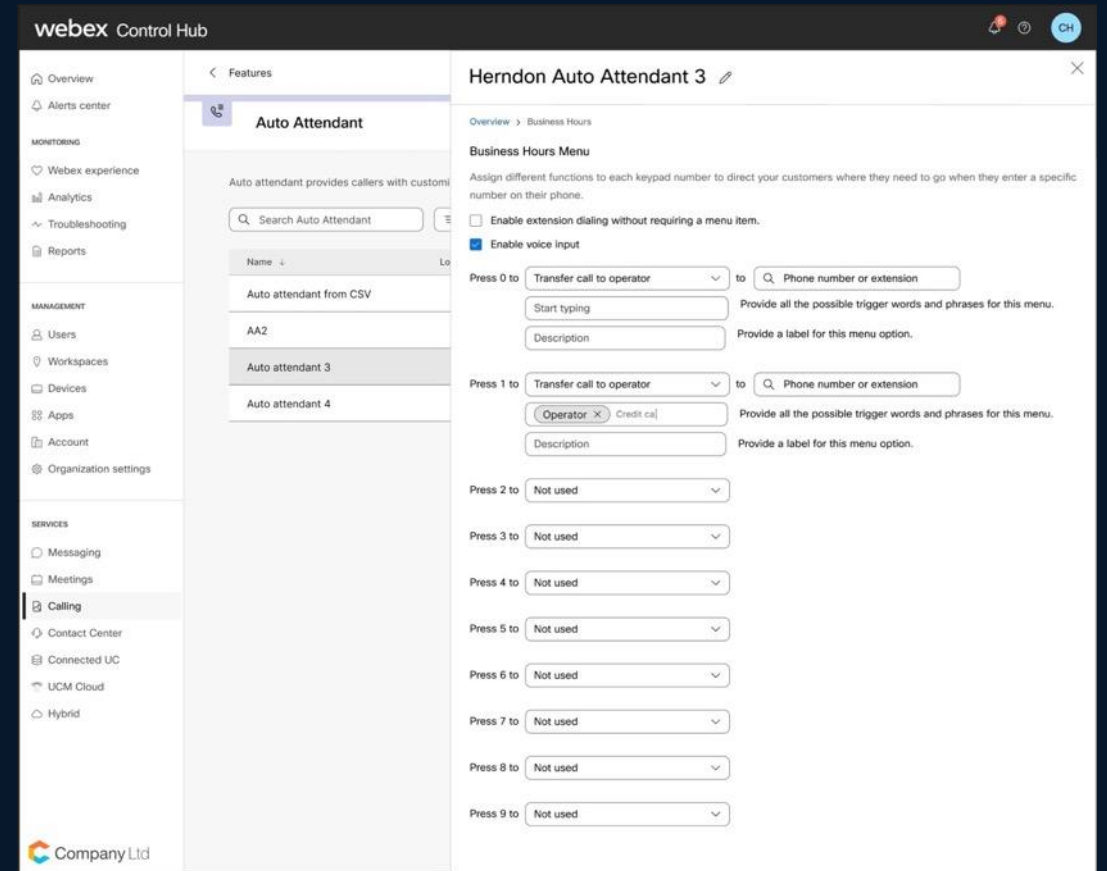 webex Control Hub
6
CH
Overview
Alerts center
MONITORING
Webex experience
Analytics
Troubleshooting
Reports
MANAGEMENT
Users
Workspaces
Devices
Apps
Account
Organization settings
SERVICES
Messaging
Meetings
Calling
Contact Center
Connected UC
UCM Cloud
Hybrid
Company Ltd
Features
Auto Attendant
Auto attendant provides callers with customi
Search Auto Attendant
Name ↓ Lo
Auto attendant from CSV
AA2
Auto attendant 3
Auto attendant 4
Herndon Auto Attendant 3
Overview > Business Hours
Business Hours Menu
Assign different functions to each keypad number to direct your customers where they need to go when they enter a specific
number on their phone.
Enable extension dialing without requiring a menu item.
Enable voice input
Press 0 to Transfer call to operator to Phone number or extension
Start typing Provide all the possible trigger words and phrases for this menu.
Description Provide a label for this menu option.
Press 1 to Transfer call to operator to Phone number or extension
Operator × Credit ca Provide all the possible trigger words and phrases for this menu.
Description Provide a label for this menu option.
Press 2 to Not used
Press 3 to Not used
Press 4 to Not used
Press 5 to Not used
Press 6 to Not used
Press 7 to Not used
Press 8 to Not used
Press 9 to Not used